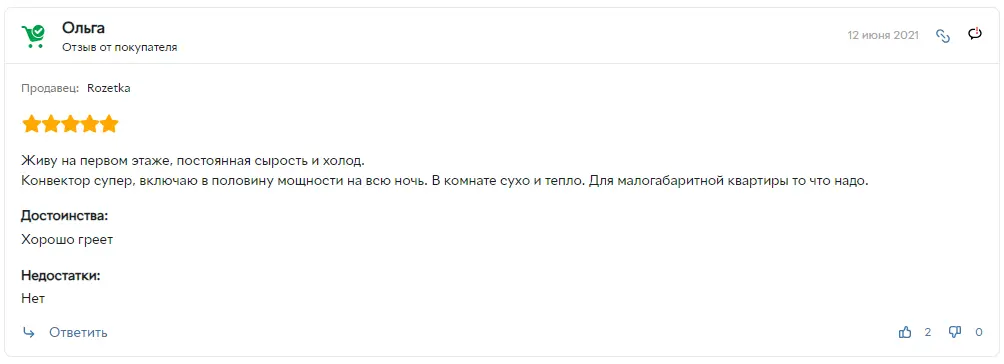 Ольга
Отзыв от покупателя
12 июня 2021
Продавец: Rozetka
Живу на первом этаже, постоянная сырость и холод.
Конвектор супер, включаю в половину мощности на всю ночь. В комнате сухо и тепло. Для малогабаритной квартиры то что надо.
Достоинства:
Хорошо греет
Недостатки:
Нет
Ответить
2
0